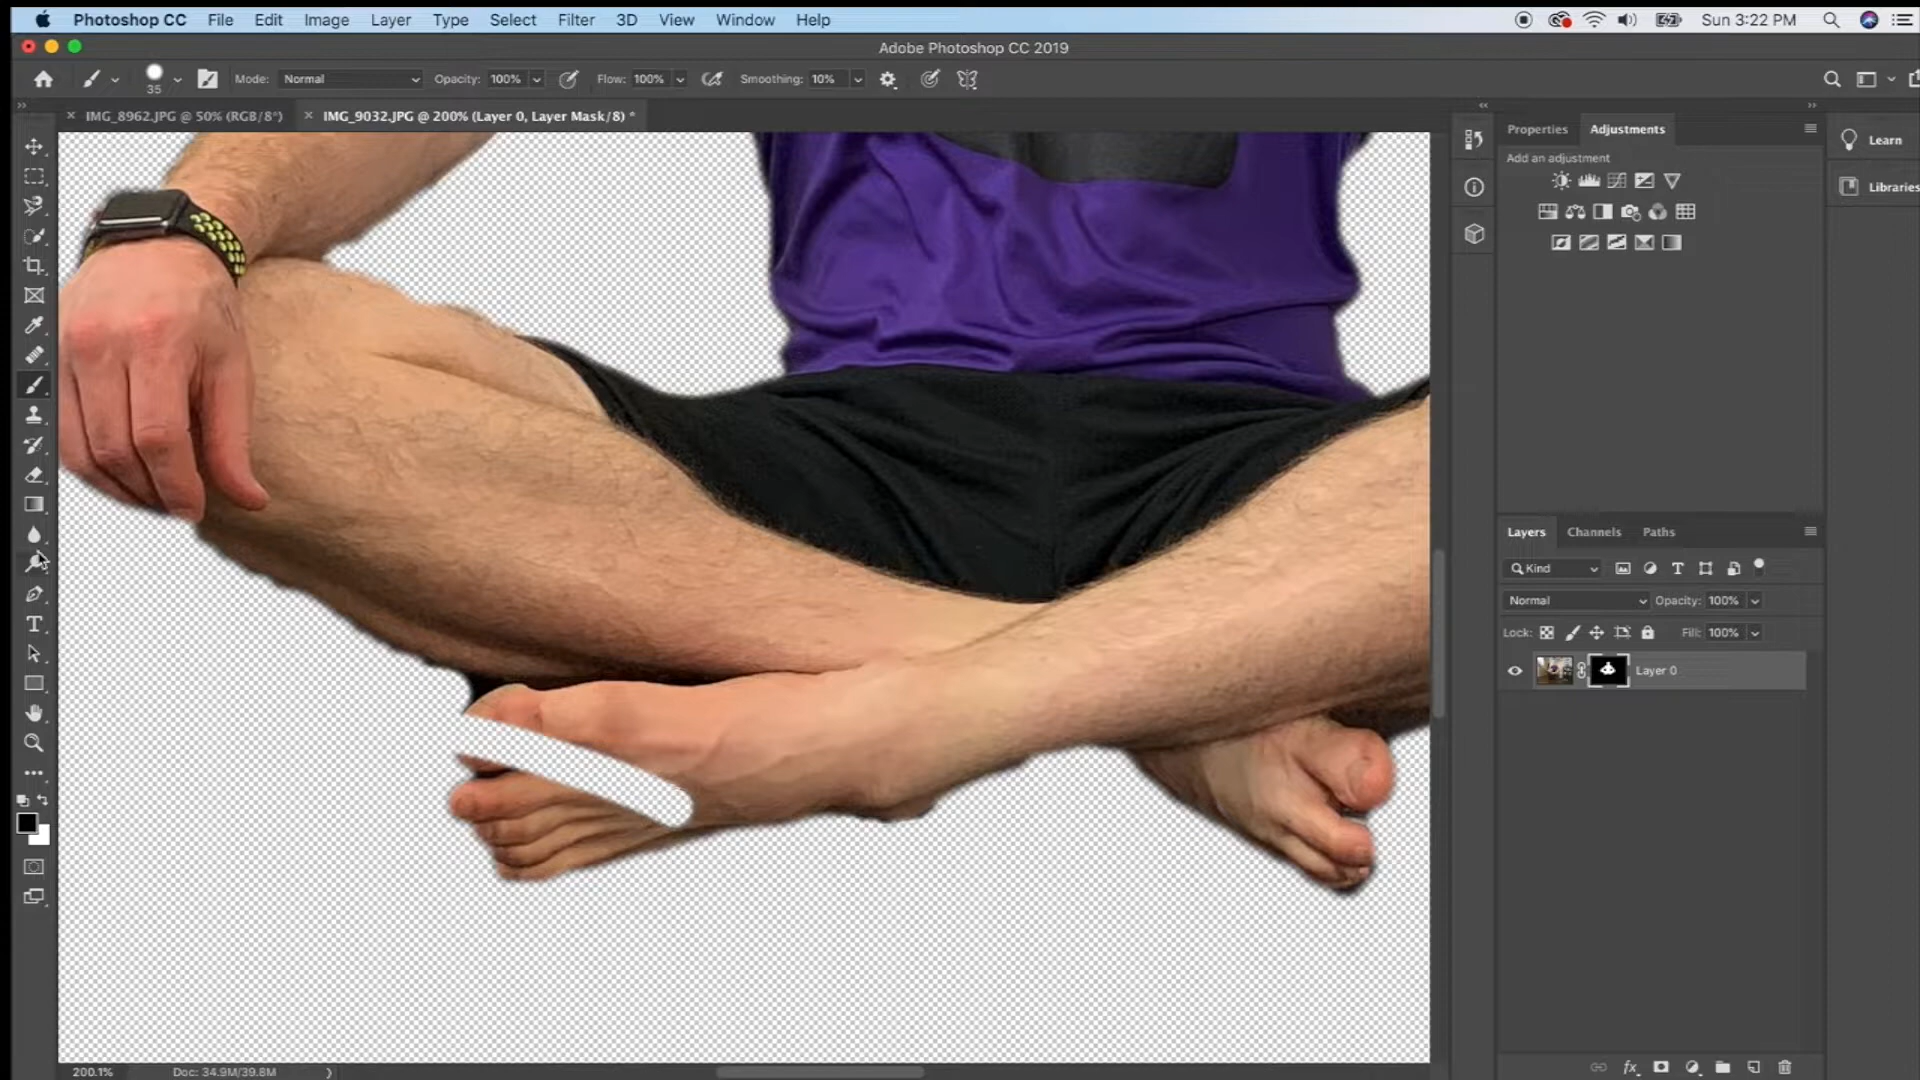 Photoshop CC File Edit Image Layer Type Select Filter 3D View Window Help Sun 3:22 PM
Adobe Photoshop CC 2019
35 Mode: Normal Opacity: 100% Flow: 100% Smoothing: 10%
× IMG_8962.JPG @ 50% (RGB/8*) × IMG_9032.JPG @ 200% (Layer 0, Layer Mask/8) *
Properties Adjustments
Learn
Add an adjustment
Libraries
Layers Channels Paths
Kind
Normal Opacity: 100%
Lock: Fill: 100%
Layer 0
200.1% Doc: 34.9M/39.8M